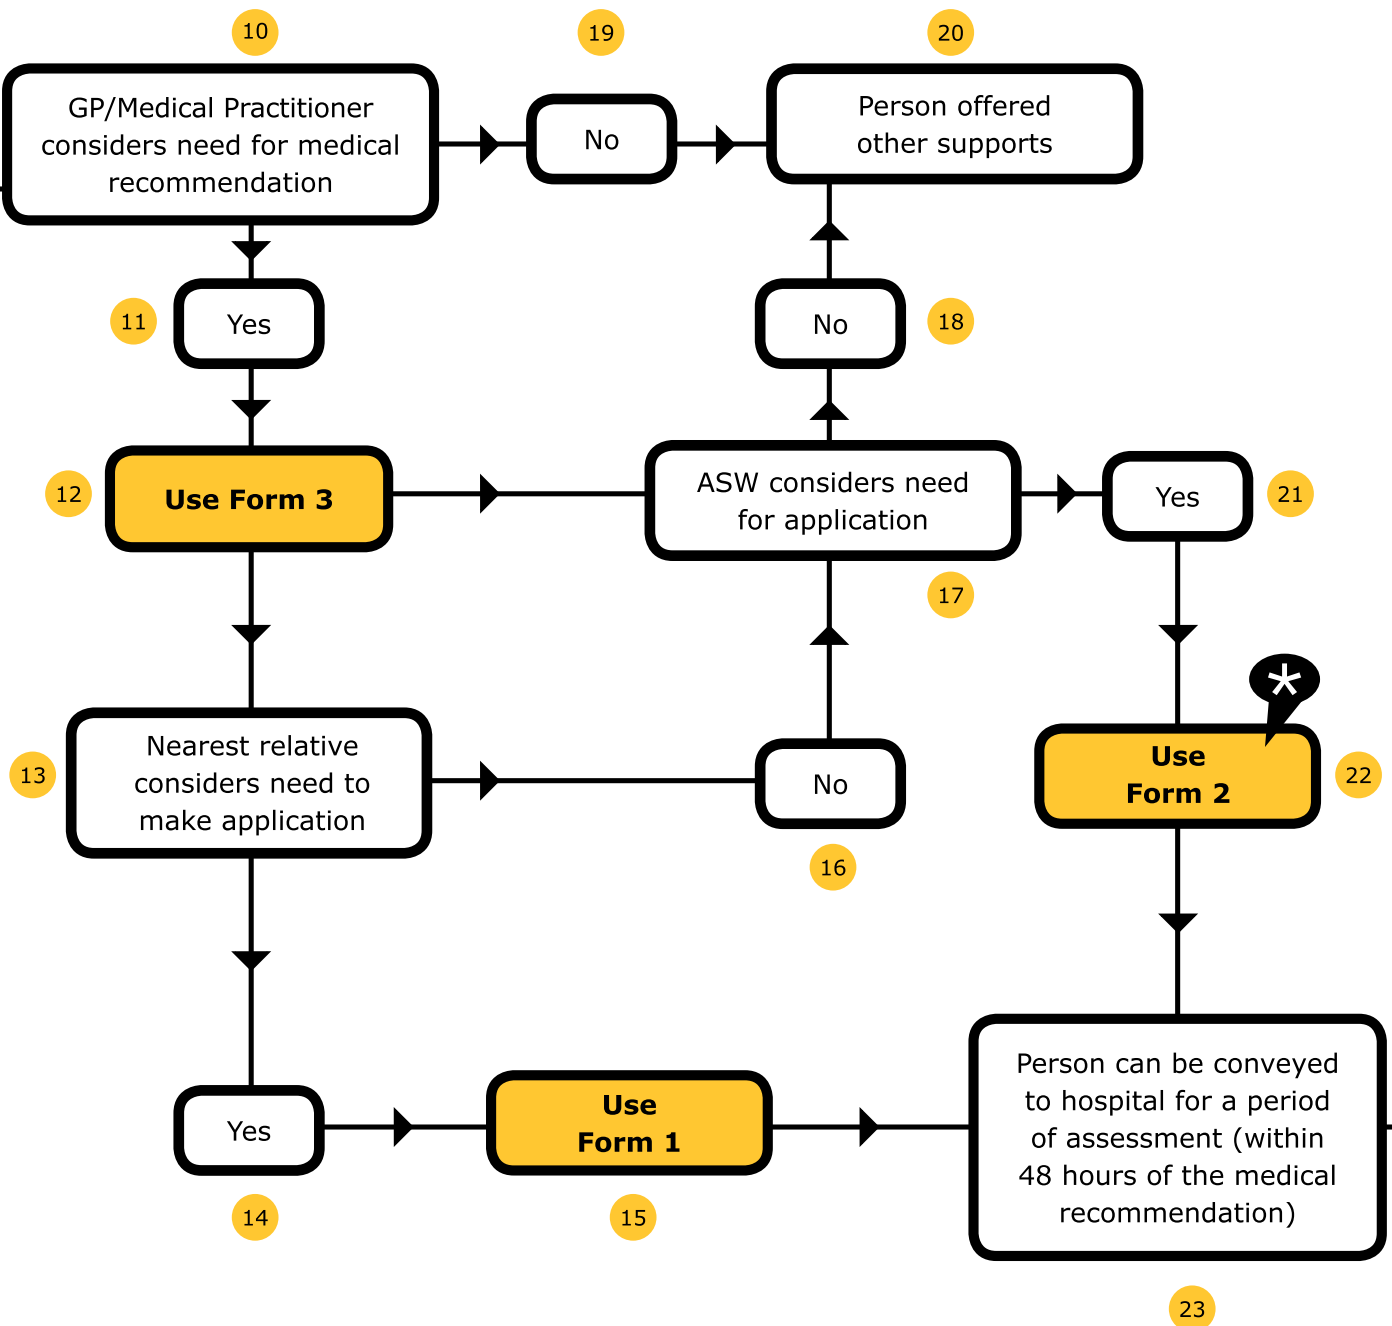 10
19
20
GP/Medical Practitioner
considers need for medical
recommendation
No
Person offered
other supports
11
Yes
No
18
12
Use Form 3
ASW considers need
for application
Yes
21
17
13
Nearest relative
considers need to
make application
No
16
*
Use
Form 2
22
Yes
14
Use
Form 1
15
Person can be conveyed
to hospital for a period
of assessment (within
48 hours of the medical
recommendation)
23